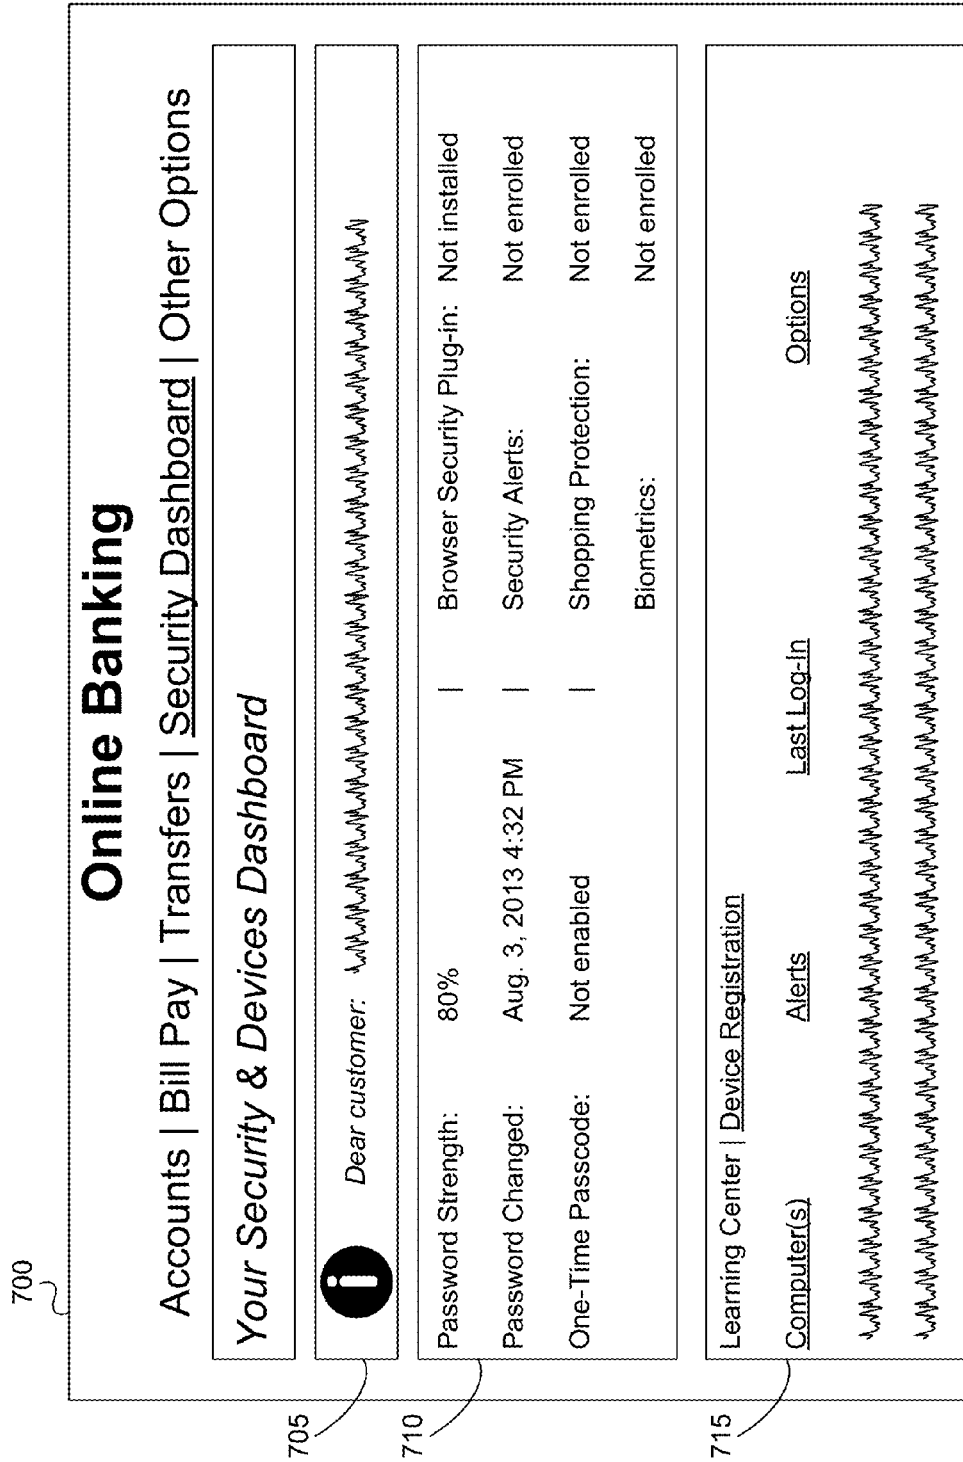 700
Online Banking
Accounts | Bill Pay | Transfers | Security Dashboard | Other Options
Your Security & Devices Dashboard
705
Dear customer:
710
Password Strength: 80% | Browser Security Plug-in: Not installed
Password Changed: Aug. 3, 2013 4:32 PM | Security Alerts: Not enrolled
One-Time Passcode: Not enabled | Shopping Protection: Not enrolled
Biometrics: Not enrolled
715
Learning Center | Device Registration
Computer(s) Alerts Last Log-In Options